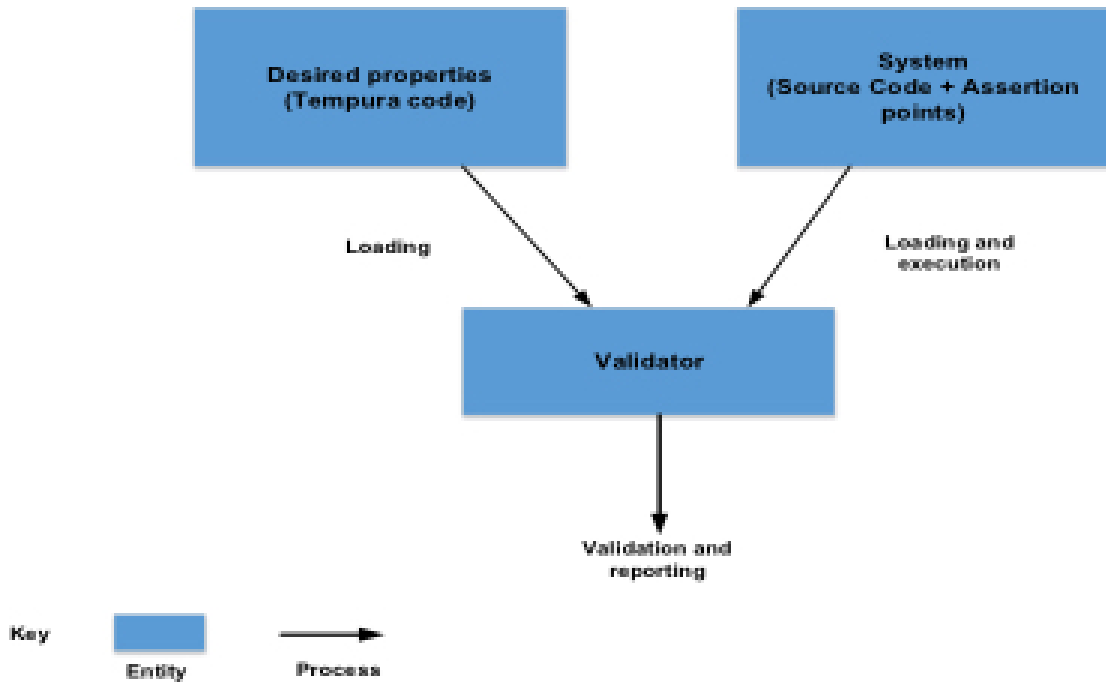 Desired properties
(Tempura code)
System
(Source Code + Assertion
points)
Loading
Loading and
execution
Validator
Validation and
reporting
Key
Entity
Process